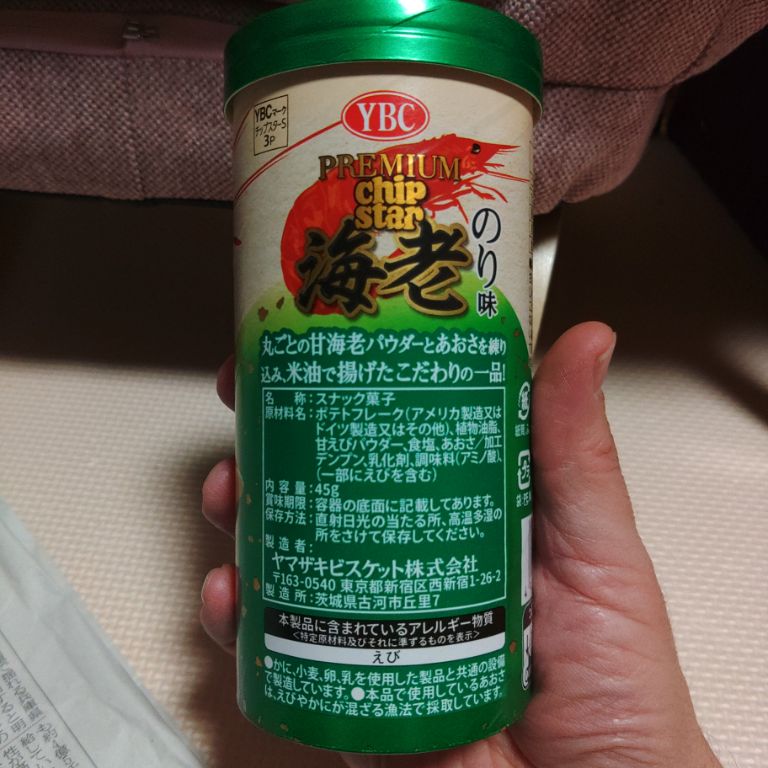 YBCマーク
チップスターS
3P
YBC
PREMIUM
chip
star
海老
のり味
丸ごとの甘海老パウダーとあおさを練り
込み、米油で揚げたこだわりの一品!
名 称:スナック菓子
原材料名:ポテトフレーク(アメリカ製造又は
ドイツ製造又はその他)、植物油脂、
甘えびパウダー、食塩、あおさ/加工
デンプン、乳化剤、調味料(アミノ酸)、
(一部にえびを含む)
内 容 量:45g
賞味期限:容器の底面に記載してあります。
保存方法:直射日光の当たる所、高温多湿の
所をさけて保存してください。
製 造 者:
ヤマザキビスケット株式会社
〒163-0540 東京都新宿区西新宿1-26-2
製 造 所:茨城県古河市丘里7
本製品に含まれているアレルギー物質
<特定原材料及びそれに準ずるものを表示>
えび
●かに、小麦、卵、乳を使用した製品と共通の設備
で製造しています。●本品で使用しているあおさ
は、えびやかにが混ざる漁法で採取しています。